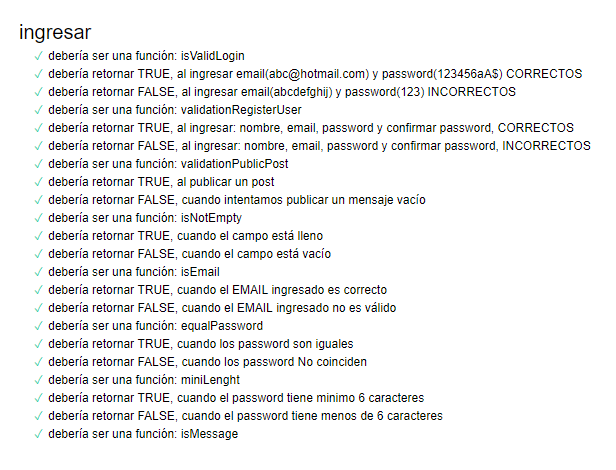 ingresar
✓ debería ser una función: isValidLogin
✓ debería retornar TRUE, al ingresar email(abc@hotmail.com) y password(123456aA$) CORRECTOS
✓ debería retornar FALSE, al ingresar email(abcdefghij) y password(123) INCORRECTOS
✓ debería ser una función: validationRegisterUser
✓ debería retornar TRUE, al ingresar: nombre, email, password y confirmar password, CORRECTOS
✓ debería retornar FALSE, al ingresar: nombre, email, password y confirmar password, INCORRECTOS
✓ debería ser una función: validationPublicPost
✓ debería retornar TRUE, al publicar un post
✓ debería retornar FALSE, cuando intentamos publicar un mensaje vacío
✓ debería ser una función: isNotEmpty
✓ debería retornar TRUE, cuando el campo está lleno
✓ debería retornar FALSE, cuando el campo está vacío
✓ debería ser una función: isEmail
✓ debería retornar TRUE, cuando el EMAIL ingresado es correcto
✓ debería retornar FALSE, cuando el EMAIL ingresado no es válido
✓ debería ser una función: equalPassword
✓ debería retornar TRUE, cuando los password son iguales
✓ debería retornar FALSE, cuando los password No coinciden
✓ debería ser una función: miniLenght
✓ debería retornar TRUE, cuando el password tiene minimo 6 caracteres
✓ debería retornar FALSE, cuando el password tiene menos de 6 caracteres
✓ debería ser una función: isMessage